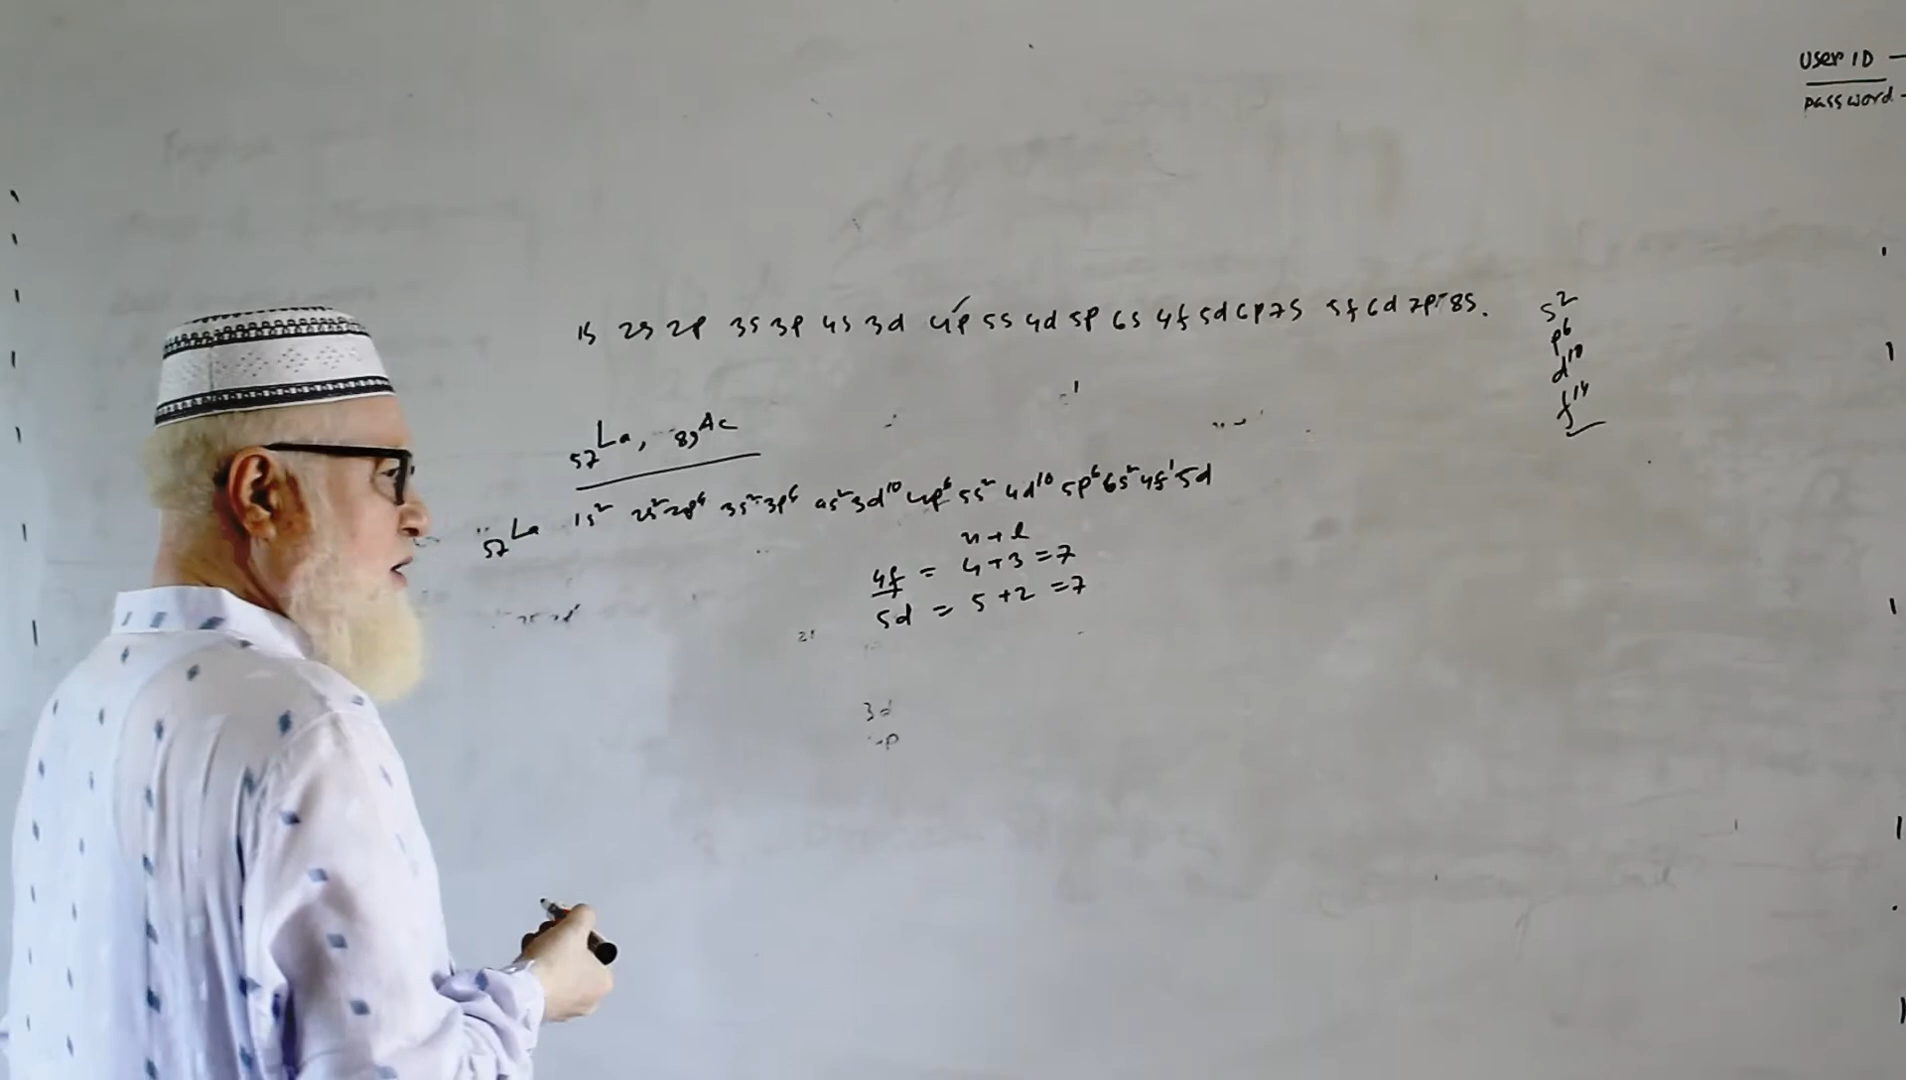 User ID -
password -
1s 2s 2p 3s 3p 4s 3d 4p 5s 4d 5p 6s 4f 5d 6p 7s 5f 6d 7p 8s.
s²
p⁶
d¹⁰
f¹⁴
₅₇La, ₈₉Ac
₅₇La 1s² 2s² 2p⁶ 3s² 3p⁶ 4s² 3d¹⁰ 4p⁶ 5s² 4d¹⁰ 5p⁶ 6s² 4f¹ 5d
n + l
4f = 4 + 3 = 7
5d = 5 + 2 = 7
3d